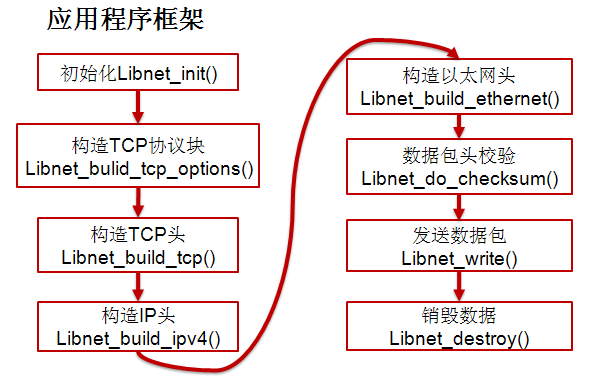 应用程序框架
初始化Libnet_init()
构造TCP协议块
Libnet_bulid_tcp_options()
构造TCP头
Libnet_build_tcp()
构造IP头
Libnet_build_ipv4()
构造以太网头
Libnet_build_ethernet()
数据包头校验
Libnet_do_checksum()
发送数据包
Libnet_write()
销毁数据
Libnet_destroy()